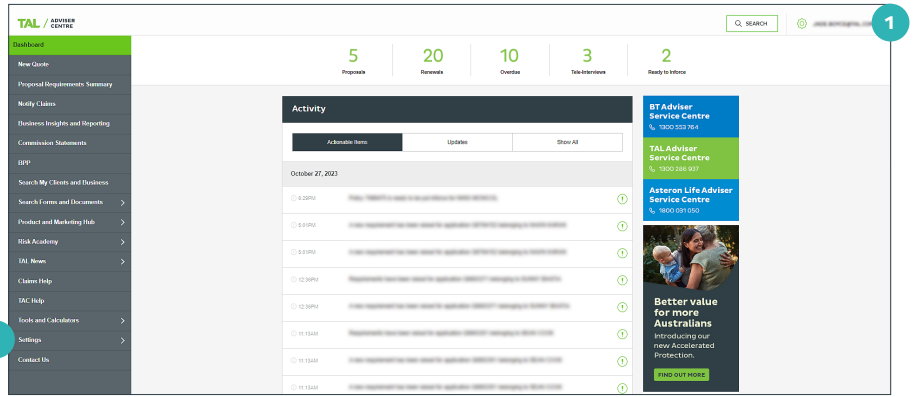 TAL / ADVISER CENTRE
SEARCH
1
Dashboard
New Quote
Proposal Requirements Summary
Notify Claims
Business Insights and Reporting
Commission Statements
BPP
Search My Clients and Business
Search Forms and Documents
Product and Marketing Hub
Risk Academy
TAL News
Claims Help
TAC Help
Tools and Calculators
Settings
Contact Us
5
Proposals
20
Renewals
10
Overdue
3
Tele-Interviews
2
Ready to Inforce
Activity
Actionable Items
Updates
Show All
October 27, 2023
6:28PM
5:01PM
5:01PM
12:38PM
12:38PM
11:13AM
11:13AM
11:13AM
BT Adviser
Service Centre
1300 553 764
TAL Adviser
Service Centre
1300 286 937
Asteron Life Adviser
Service Centre
1800 031 050
Better value
for more
Australians
Introducing our
new Accelerated
Protection.
FIND OUT MORE